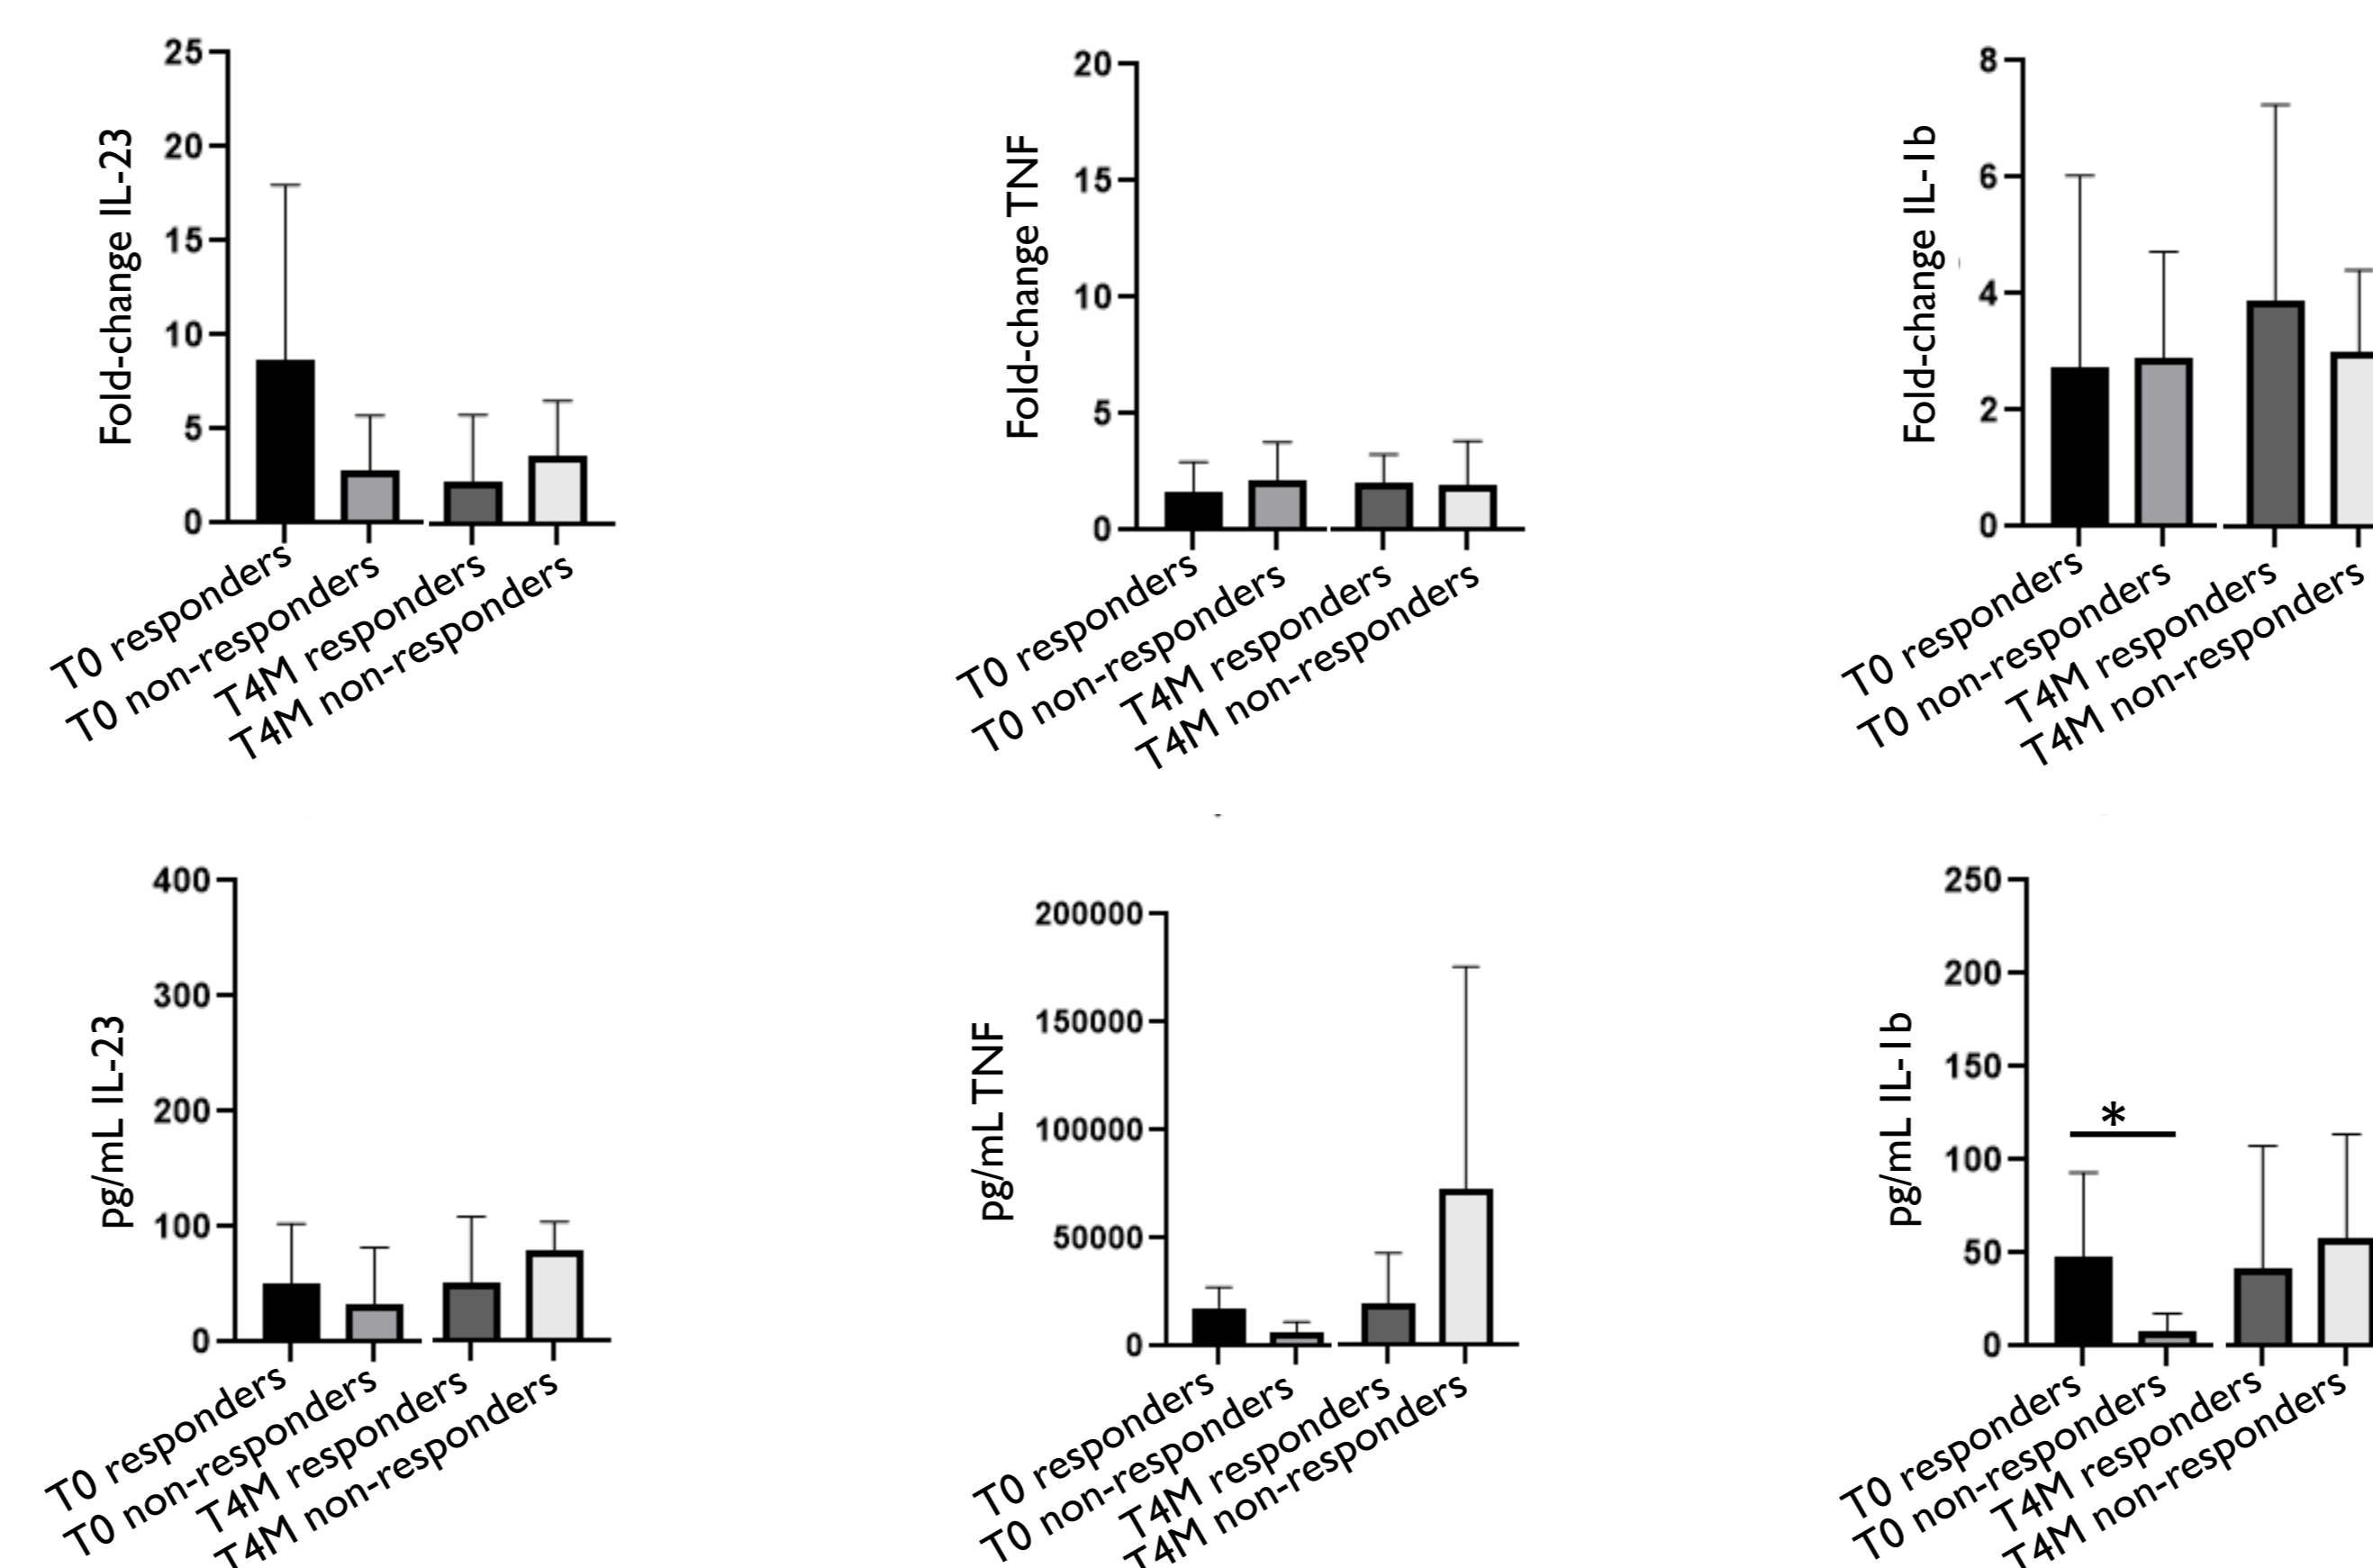 Fold-change IL-23
25
20
15
10
5
0
T0 responders
T0 non-responders
T4M responders
T4M non-responders
Fold-change TNF
20
15
10
5
0
T0 responders
T0 non-responders
T4M responders
T4M non-responders
Fold-change IL-1b
8
6
4
2
0
T0 responders
T0 non-responders
T4M responders
T4M non-responders
pg/mL IL-23
400
300
200
100
0
T0 responders
T0 non-responders
T4M responders
T4M non-responders
pg/mL TNF
200000
150000
100000
50000
0
T0 responders
T0 non-responders
T4M responders
T4M non-responders
pg/mL IL-1b
250
200
150
100
50
0
*
T0 responders
T0 non-responders
T4M responders
T4M non-responders